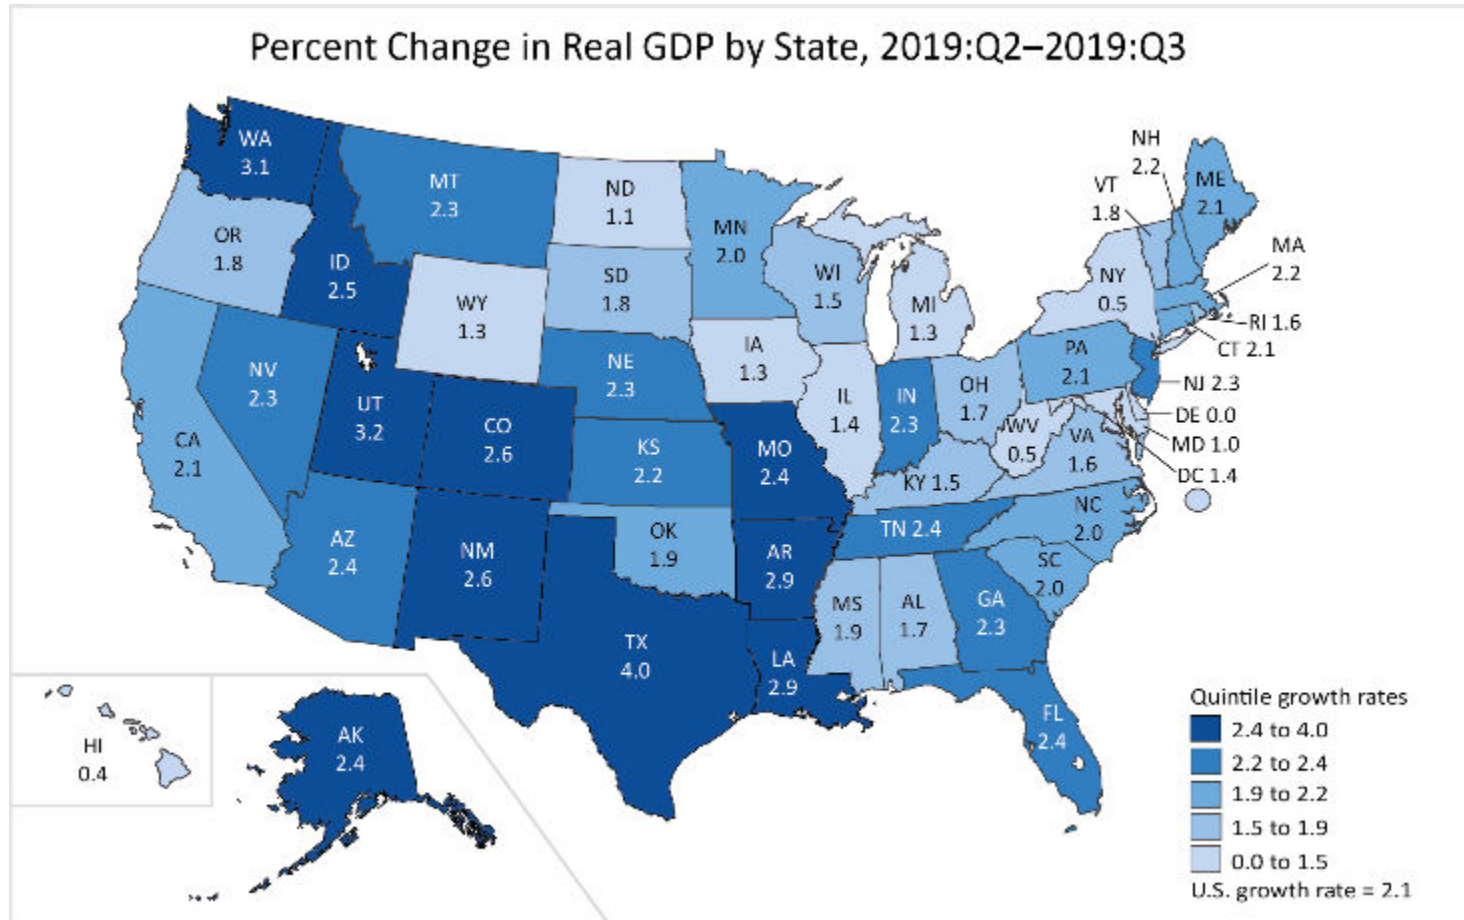 Percent Change in Real GDP by State, 2019:Q2–2019:Q3
WA
3.1
MT
2.3
ND
1.1
MN
2.0
NH
2.2
VT
1.8
ME
2.1
MA
2.2
OR
1.8
ID
2.5
WY
1.3
SD
1.8
WI
1.5
MI
1.3
NY
0.5
RI 1.6
CT 2.1
NV
2.3
UT
3.2
CO
2.6
NE
2.3
IA
1.3
IL
1.4
IN
2.3
OH
1.7
PA
2.1
NJ 2.3
DE 0.0
MD 1.0
DC 1.4
CA
2.1
KS
2.2
MO
2.4
KY 1.5
WV
0.5
VA
1.6
AZ
2.4
NM
2.6
OK
1.9
AR
2.9
TN 2.4
NC
2.0
SC
2.0
TX
4.0
LA
2.9
MS
1.9
AL
1.7
GA
2.3
FL
2.4
HI
0.4
AK
2.4
Quintile growth rates
2.4 to 4.0
2.2 to 2.4
1.9 to 2.2
1.5 to 1.9
0.0 to 1.5
U.S. growth rate = 2.1